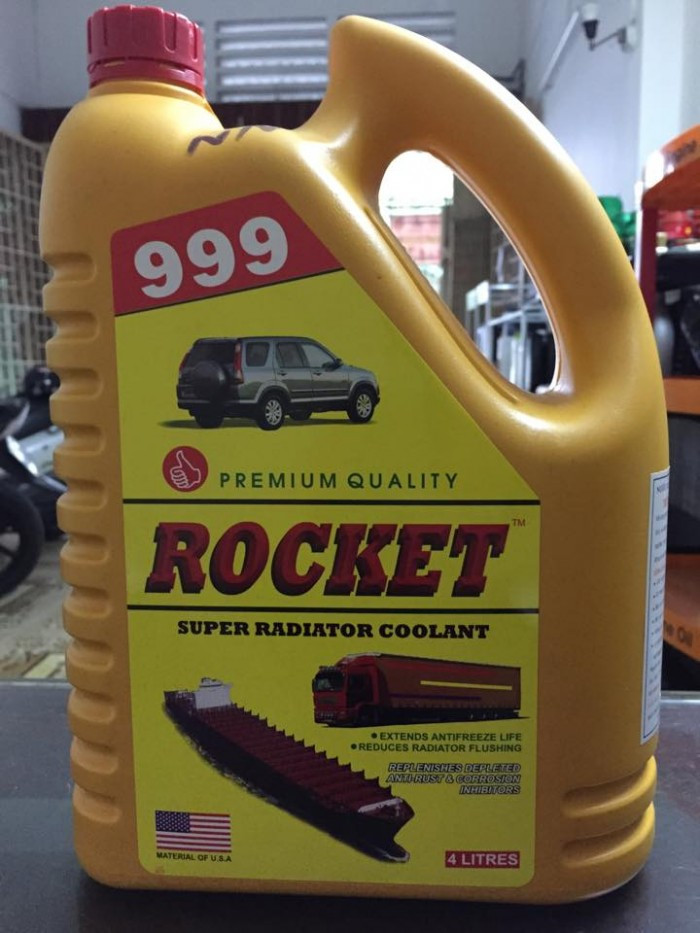 999
PREMIUM QUALITY
ROCKET™
SUPER RADIATOR COOLANT
• EXTENDS ANTIFREEZE LIFE
• REDUCES RADIATOR FLUSHING
REPLENISHES DEPLETED
ANTI-RUST & CORROSION
INHIBITORS
MATERIAL OF U.S.A
4 LITRES